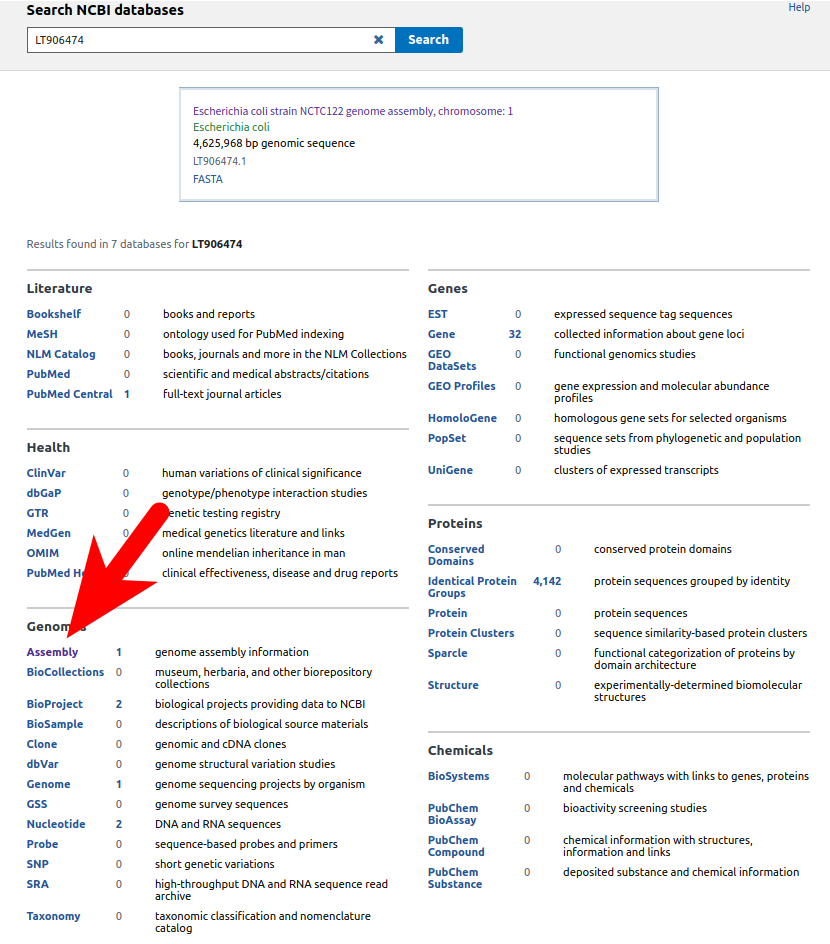 Search NCBI databases
Help
LT906474
Search
Escherichia coli strain NCTC122 genome assembly, chromosome: 1
Escherichia coli
4,625,968 bp genomic sequence
LT906474.1
FASTA
Results found in 7 databases for LT906474
Literature
Bookshelf 0 books and reports
MeSH 0 ontology used for PubMed indexing
NLM Catalog 0 books, journals and more in the NLM Collections
PubMed 0 scientific and medical abstracts/citations
PubMed Central 1 full-text journal articles
Health
ClinVar 0 human variations of clinical significance
dbGaP 0 genotype/phenotype interaction studies
GTR 0 genetic testing registry
MedGen 0 medical genetics literature and links
OMIM online mendelian inheritance in man
PubMed clinical effectiveness, disease and drug reports
Genomes
Assembly 1 genome assembly information
BioCollections 0 museum, herbaria, and other biorepository
collections
BioProject 2 biological projects providing data to NCBI
BioSample 0 descriptions of biological source materials
Clone 0 genomic and cDNA clones
dbVar 0 genome structural variation studies
Genome 1 genome sequencing projects by organism
GSS 0 genome survey sequences
Nucleotide 2 DNA and RNA sequences
Probe 0 sequence-based probes and primers
SNP 0 short genetic variations
SRA 0 high-throughput DNA and RNA sequence read
archive
Taxonomy 0 taxonomic classification and nomenclature
catalog
Genes
EST 0 expressed sequence tag sequences
Gene 32 collected information about gene loci
GEO 0 functional genomics studies
DataSets
GEO Profiles 0 gene expression and molecular abundance
profiles
HomoloGene 0 homologous gene sets for selected organisms
PopSet 0 sequence sets from phylogenetic and population
studies
UniGene 0 clusters of expressed transcripts
Proteins
Conserved 0 conserved protein domains
Domains
Identical Protein 4,142 protein sequences grouped by identity
Groups
Protein 0 protein sequences
Protein Clusters 0 sequence similarity-based protein clusters
Sparcle 0 functional categorization of proteins by
domain architecture
Structure 0 experimentally-determined biomolecular
structures
Chemicals
BioSystems 0 molecular pathways with links to genes, proteins
and chemicals
PubChem 0 bioactivity screening studies
BioAssay
PubChem 0 chemical information with structures,
Compound information and links
PubChem 0 deposited substance and chemical information
Substance